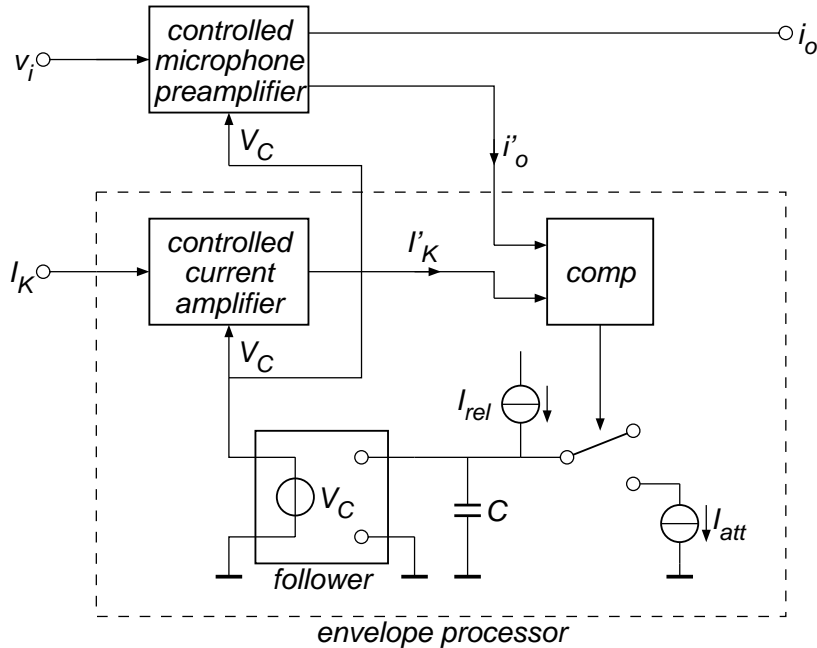 controlled
microphone
preamplifier
v_i
i_o
V_C
i'_o
controlled
current
amplifier
I_K
I'_K
comp
V_C
I_rel
V_C
C
I_att
follower
envelope processor